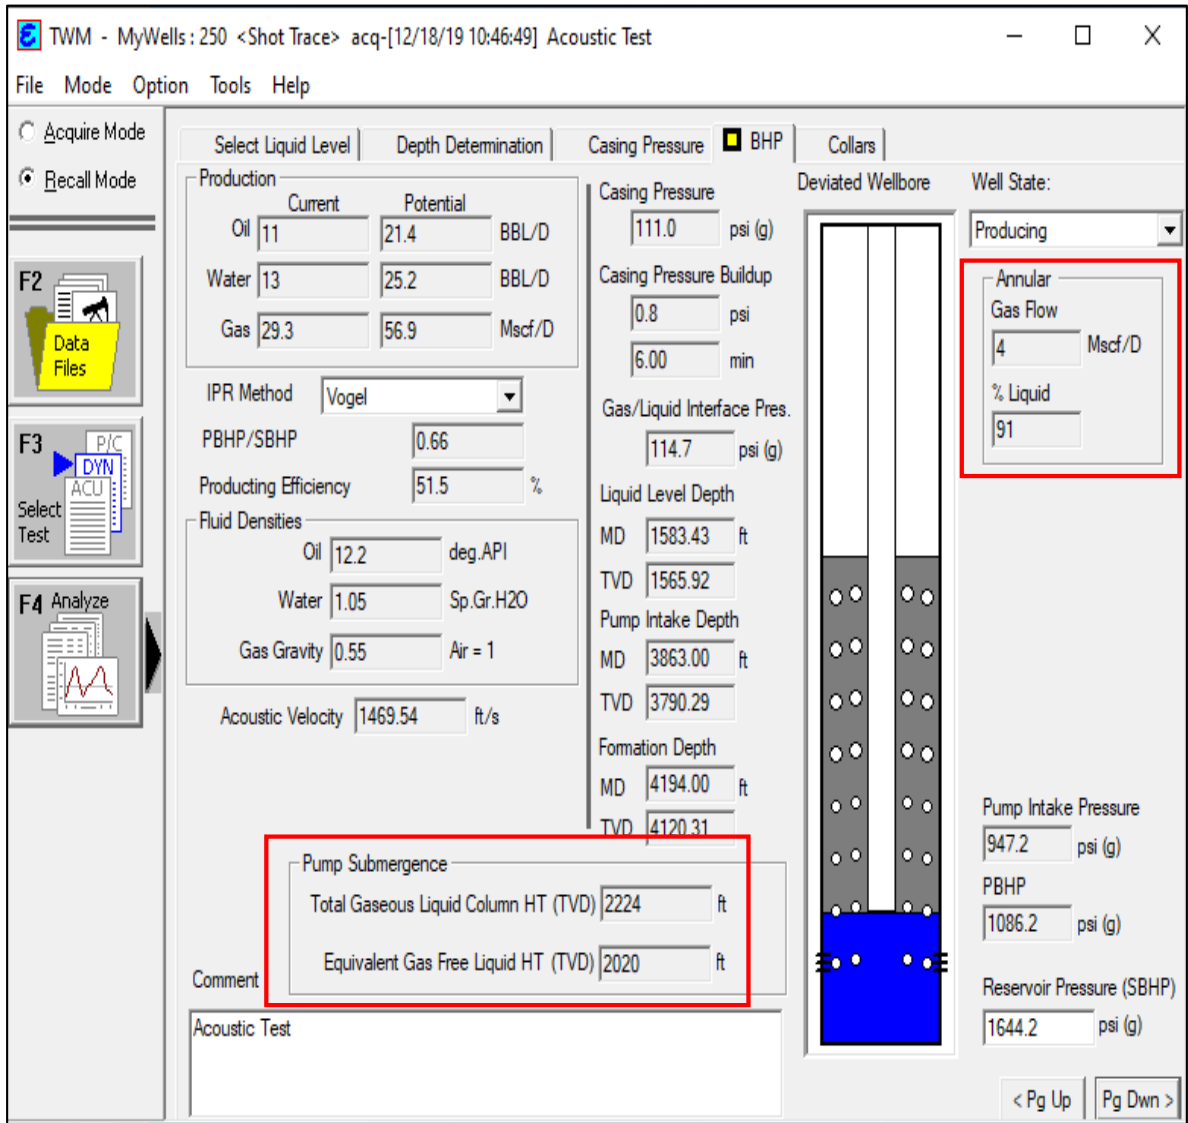 TWM - MyWells : 250 <Shot Trace> acq-[12/18/19 10:46:49] Acoustic Test
File Mode Option Tools Help
Acquire Mode
Recall Mode
F2
Data
Files
F3
P/C
DYN
ACU
Select
Test
F4 Analyze
Select Liquid Level
Depth Determination
Casing Pressure
BHP
Collars
Production
Current Potential
Oil 11 21.4 BBL/D
Water 13 25.2 BBL/D
Gas 29.3 56.9 Mscf/D
IPR Method Vogel
PBHP/SBHP 0.66
Producting Efficiency 51.5 %
Fluid Densities
Oil 12.2 deg.API
Water 1.05 Sp.Gr.H2O
Gas Gravity 0.55 Air = 1
Acoustic Velocity 1469.54 ft/s
Casing Pressure
111.0 psi (g)
Casing Pressure Buildup
0.8 psi
6.00 min
Gas/Liquid Interface Pres.
114.7 psi (g)
Liquid Level Depth
MD 1583.43 ft
TVD 1565.92
Pump Intake Depth
MD 3863.00 ft
TVD 3790.29
Formation Depth
MD 4194.00 ft
TVD 4120.31
Pump Submergence
Total Gaseous Liquid Column HT (TVD) 2224 ft
Equivalent Gas Free Liquid HT (TVD) 2020 ft
Comment
Acoustic Test
Deviated Wellbore
Well State:
Producing
Annular
Gas Flow
4 Mscf/D
% Liquid
91
Pump Intake Pressure
947.2 psi (g)
PBHP
1086.2 psi (g)
Reservoir Pressure (SBHP)
1644.2 psi (g)
< Pg Up
Pg Dwn >